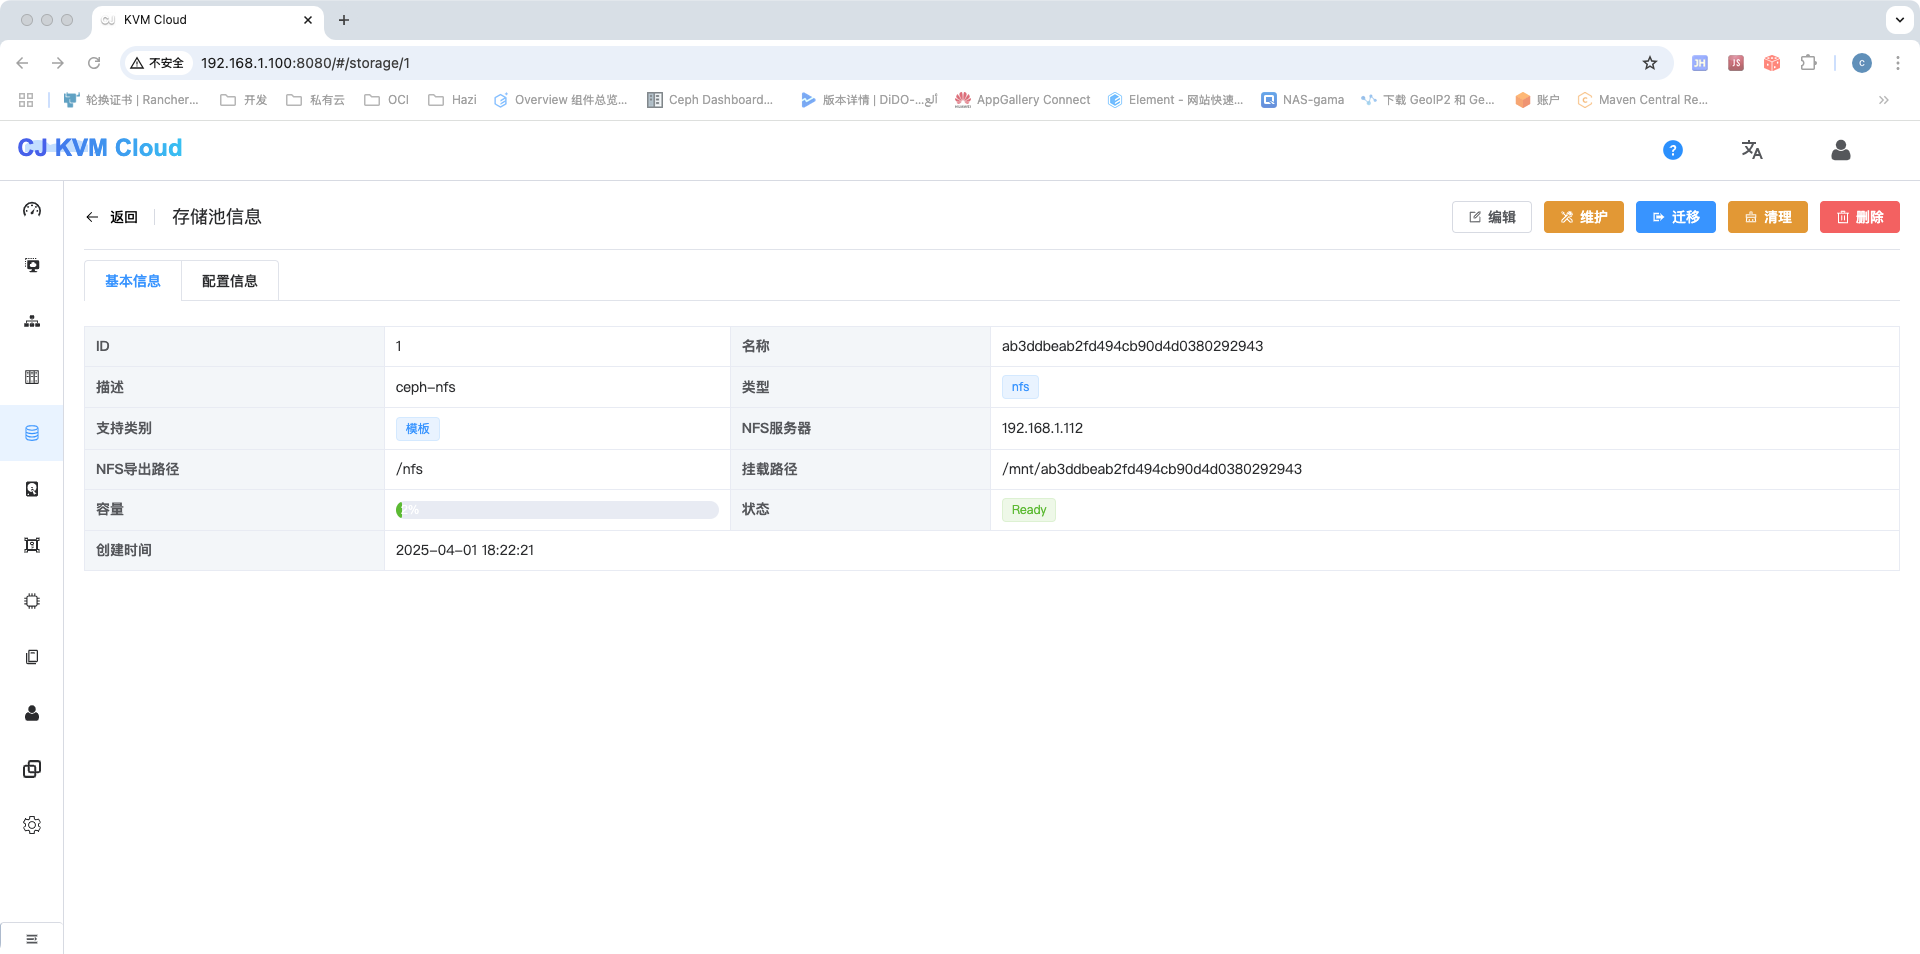 KVM Cloud
不安全
192.168.1.100:8080/#/storage/1
JH
JS
C
轮换证书 | Rancher...
开发
私有云
OCI
Hazi
Overview 组件总览...
Ceph Dashboard...
版本详情 | DiDO-...
AppGallery Connect
Element - 网站快速...
NAS-gama
下载 GeoIP2 和 Ge...
账户
Maven Central Re...
CJ KVM Cloud
返回
存储池信息
编辑
维护
迁移
清理
删除
基本信息
配置信息
ID 1 名称 ab3ddbeab2fd494cb90d4d0380292943
描述 ceph-nfs 类型 nfs
支持类别 模板 NFS服务器 192.168.1.112
NFS导出路径 /nfs 挂载路径 /mnt/ab3ddbeab2fd494cb90d4d0380292943
容量 2% 状态 Ready
创建时间 2025-04-01 18:22:21